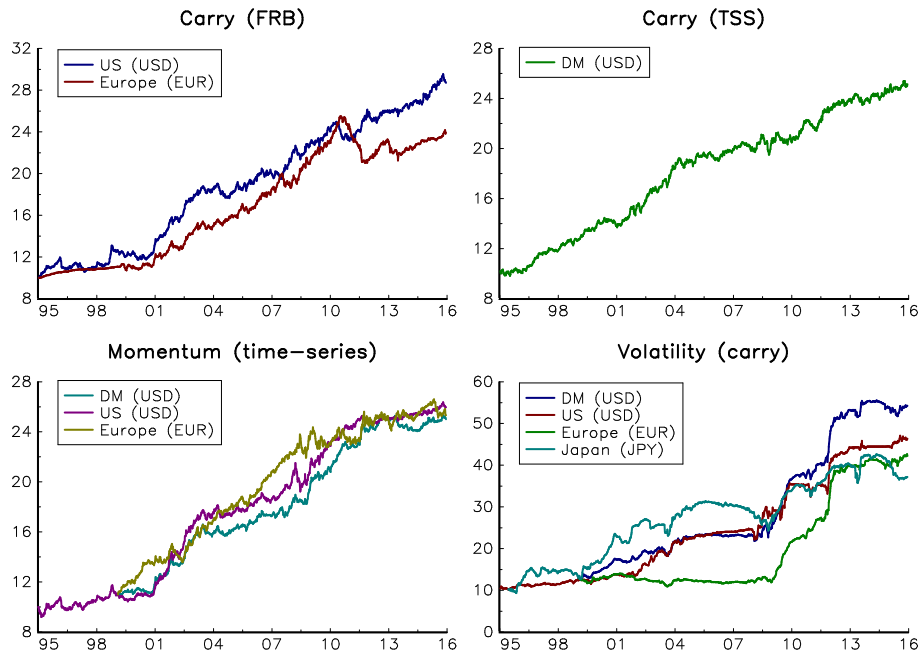 Carry (FRB)
32
28
24
20
16
12
8
US (USD)
Europe (EUR)
95 98 01 04 07 10 13 16
Carry (TSS)
28
24
20
16
12
8
DM (USD)
95 98 01 04 07 10 13 16
Momentum (time-series)
28
24
20
16
12
8
DM (USD)
US (USD)
Europe (EUR)
95 98 01 04 07 10 13 16
Volatility (carry)
60
50
40
30
20
10
0
DM (USD)
US (USD)
Europe (EUR)
Japan (JPY)
95 98 01 04 07 10 13 16